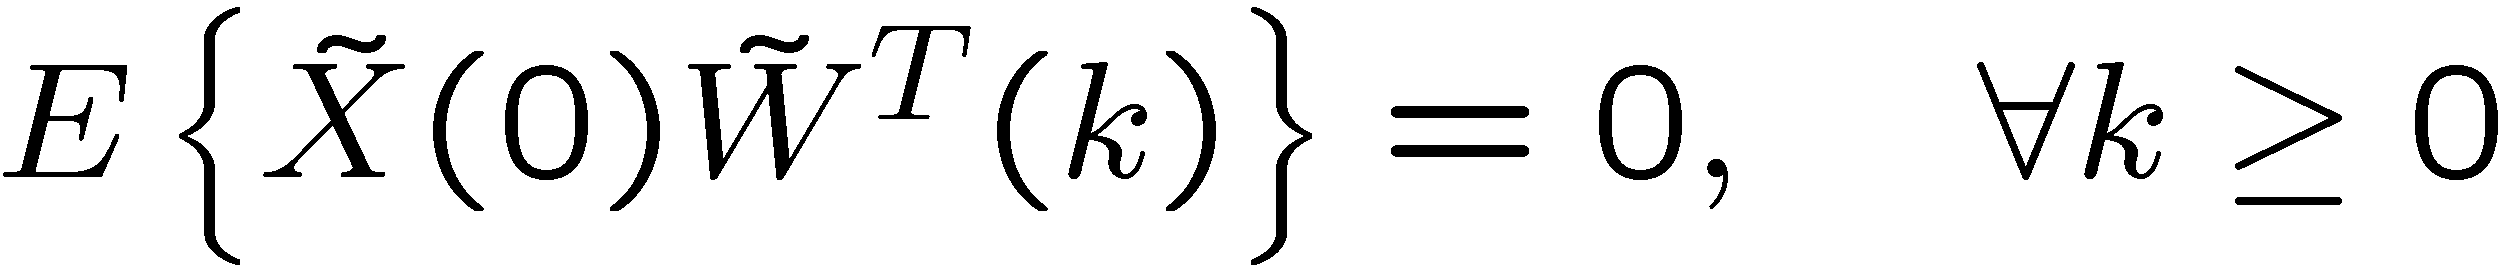 E{X̃(0)W̃ᵀ(k)} = 0, ∀k ≥ 0